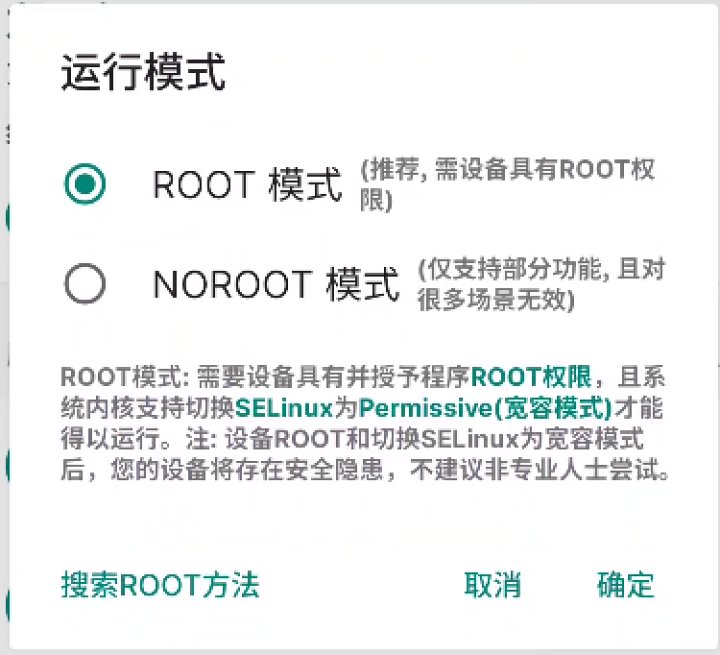 运行模式
ROOT 模式 (推荐, 需设备具有ROOT权
限)
NOROOT 模式 (仅支持部分功能, 且对
很多场景无效)
ROOT模式: 需要设备具有并授予程序ROOT权限，且系
统内核支持切换SELinux为Permissive(宽容模式)才能
得以运行。注: 设备ROOT和切换SELinux为宽容模式
后，您的设备将存在安全隐患，不建议非专业人士尝试。
搜索ROOT方法 取消 确定